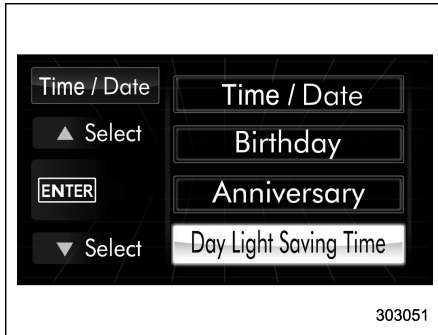 Time / Date
▲ Select
ENTER
▼ Select
Time / Date
Birthday
Anniversary
Day Light Saving Time
303051